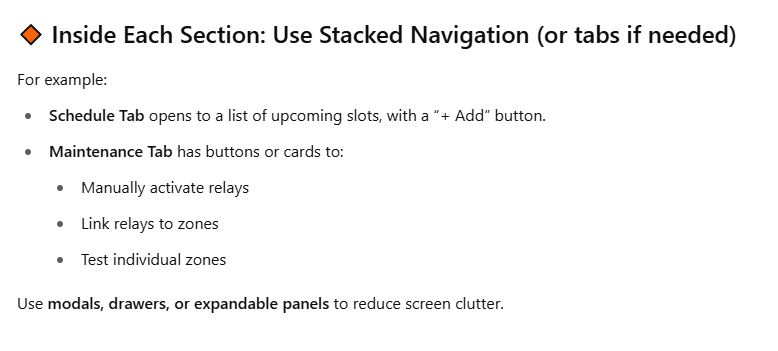 Inside Each Section: Use Stacked Navigation (or tabs if needed)
For example:
Schedule Tab opens to a list of upcoming slots, with a “+ Add” button.
Maintenance Tab has buttons or cards to:
Manually activate relays
Link relays to zones
Test individual zones
Use modals, drawers, or expandable panels to reduce screen clutter.